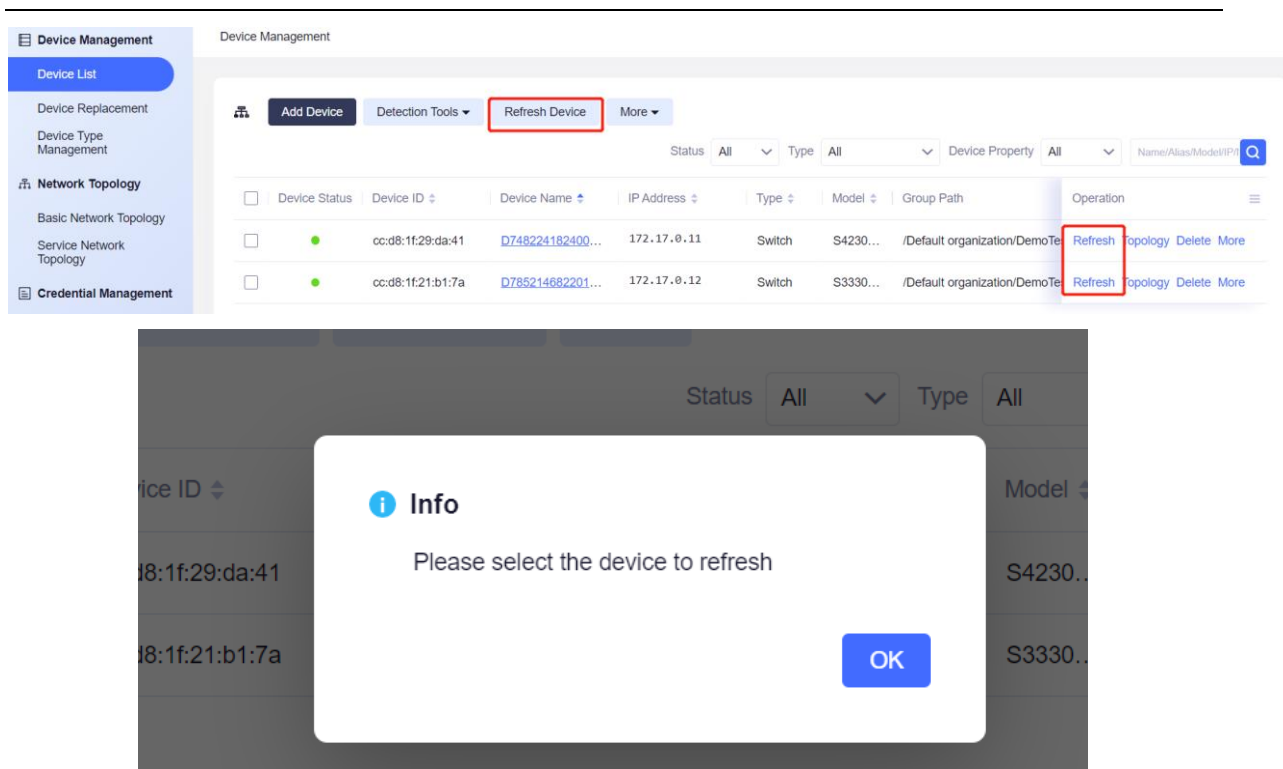 Device Management
Device List
Device Replacement
Device Type
Management
Network Topology
Basic Network Topology
Service Network
Topology
Credential Management
Device Management
Add Device Detection Tools Refresh Device More
Status All Type All Device Property All Name/Alias/Model/IP/
Device Status Device ID Device Name IP Address Type Model Group Path Operation
cc:d8:1f:29:da:41 D748224182400... 172.17.0.11 Switch S4230... /Default organization/DemoTe Refresh Topology Delete More
cc:d8:1f:21:b1:7a D785214682201... 172.17.0.12 Switch S3330... /Default organization/DemoTe Refresh Topology Delete More
Status All Type All
vice ID Model
d8:1f:29:da:41 S4230..
d8:1f:21:b1:7a S3330..
Info
Please select the device to refresh
OK